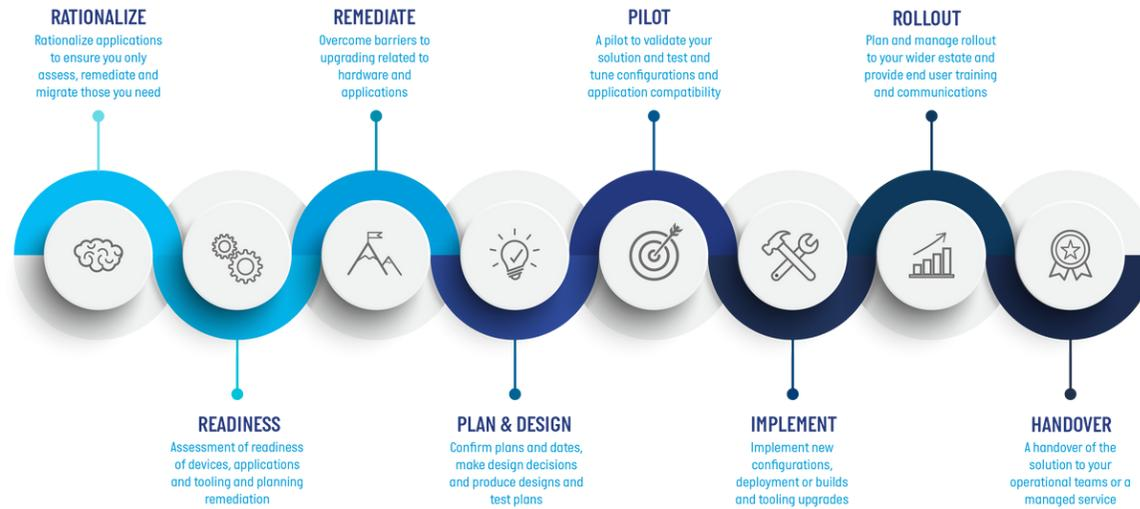 RATIONALIZE
Rationalize applications
to ensure you only
assess, remediate and
migrate those you need
REMEDIATE
Overcome barriers to
upgrading related to
hardware and
applications
PILOT
A pilot to validate your
solution and test and
tune configurations and
application compatibility
ROLLOUT
Plan and manage rollout
to your wider estate and
provide end user training
and communications
READINESS
Assessment of readiness
of devices, applications
and tooling and planning
remediation
PLAN & DESIGN
Confirm plans and dates,
make design decisions
and produce designs and
test plans
IMPLEMENT
Implement new
configurations,
deployment or builds
and tooling upgrades
HANDOVER
A handover of the
solution to your
operational teams or a
managed service